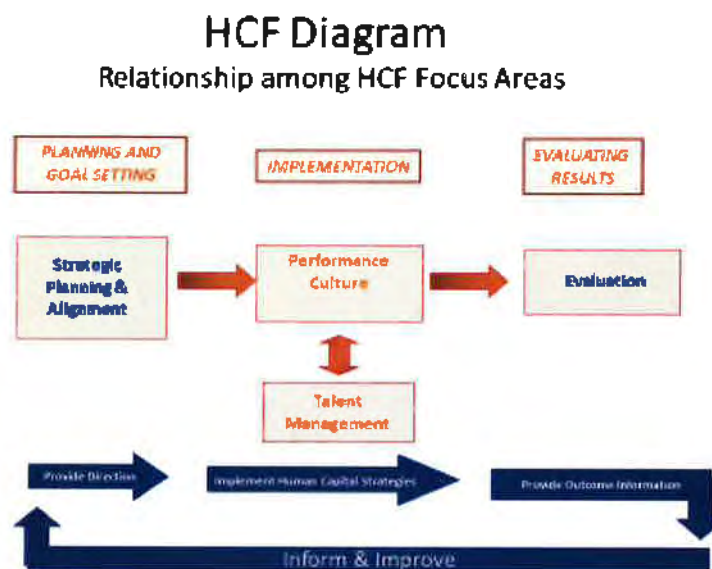 HCF Diagram
Relationship among HCF Focus Areas
PLANNING AND
GOAL SETTING
IMPLEMENTATION
EVALUATING
RESULTS
Strategic
Planning &
Alignment
Performance
Culture
Evaluation
Talent
Management
Provide Direction
Implement Human Capital Strategies
Provide Outcome Information
Inform & Improve